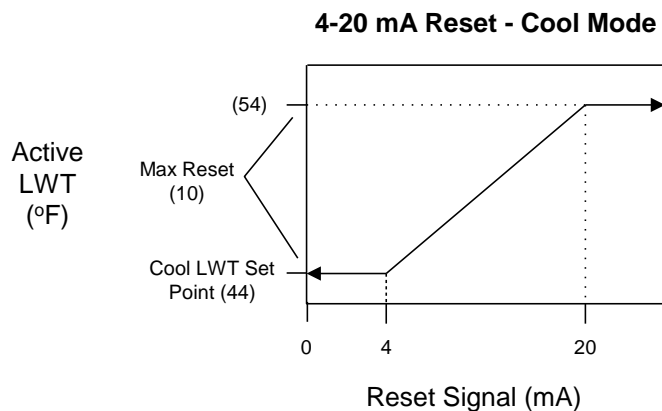 4-20 mA Reset - Cool Mode
(54)
Active
LWT
(ºF)
Max Reset
(10)
Cool LWT Set
Point (44)
0
4
20
Reset Signal (mA)